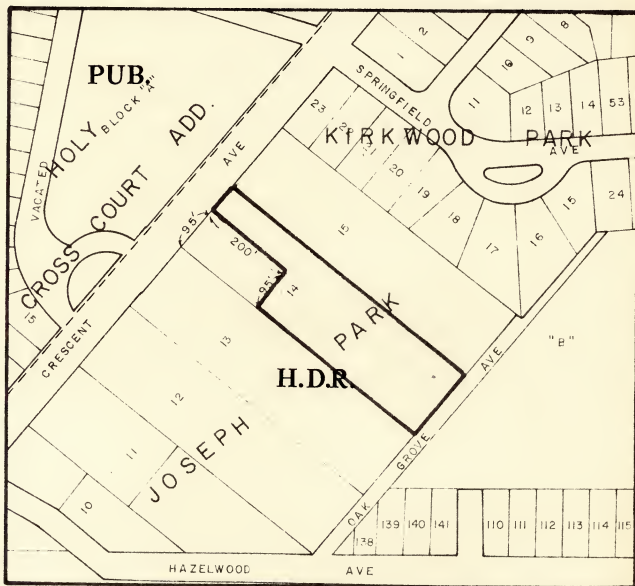 PUB.
HOLY
BLOCK "A"
CROSS
COURT
ADD.
VACATED
15
CRESCENT
AVE
SPRINGFIELD
AVE
KIRKWOOD PARK
1
2
8
9
10
11
12
13
14
53
24
23
21
20
19
18
17
16
15
15
14
13
12
11
10
95'
200'
95'
JOSEPH
PARK
H.D.R.
"B"
OAK
GROVE
AVE
138
139
140
141
110
111
112
113
114
115
HAZELWOOD AVE